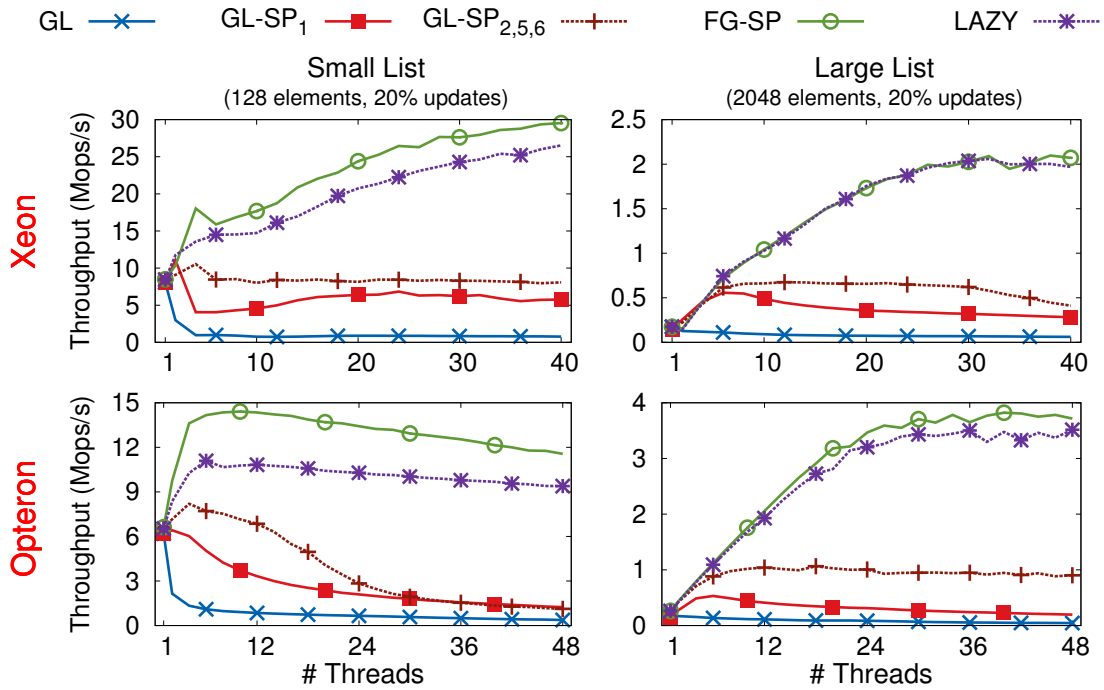 GL GL-SP1 GL-SP2,5,6 FG-SP LAZY
Small List
(128 elements, 20% updates)
Large List
(2048 elements, 20% updates)
Xeon
Throughput (Mops/s)
30
25
20
15
10
5
0
1 10 20 30 40
2.5
2
1.5
1
0.5
0
1 10 20 30 40
Opteron
Throughput (Mops/s)
15
12
9
6
3
0
1 12 24 36 48
# Threads
4
3
2
1
0
1 12 24 36 48
# Threads